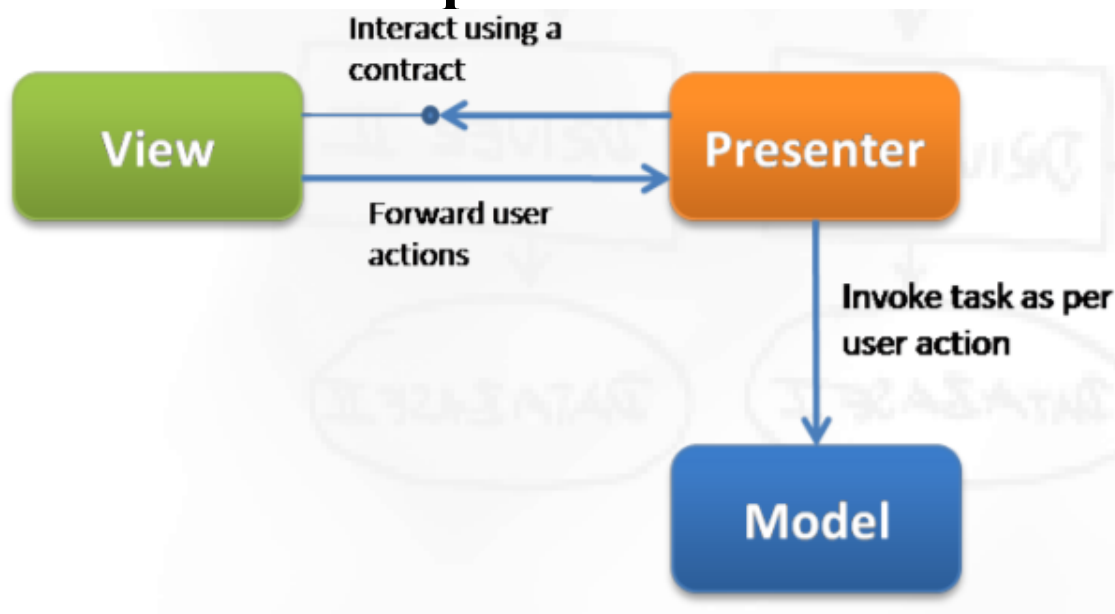 Interact using a
contract
View
Presenter
Forward user
actions
Invoke task as per
user action
Model